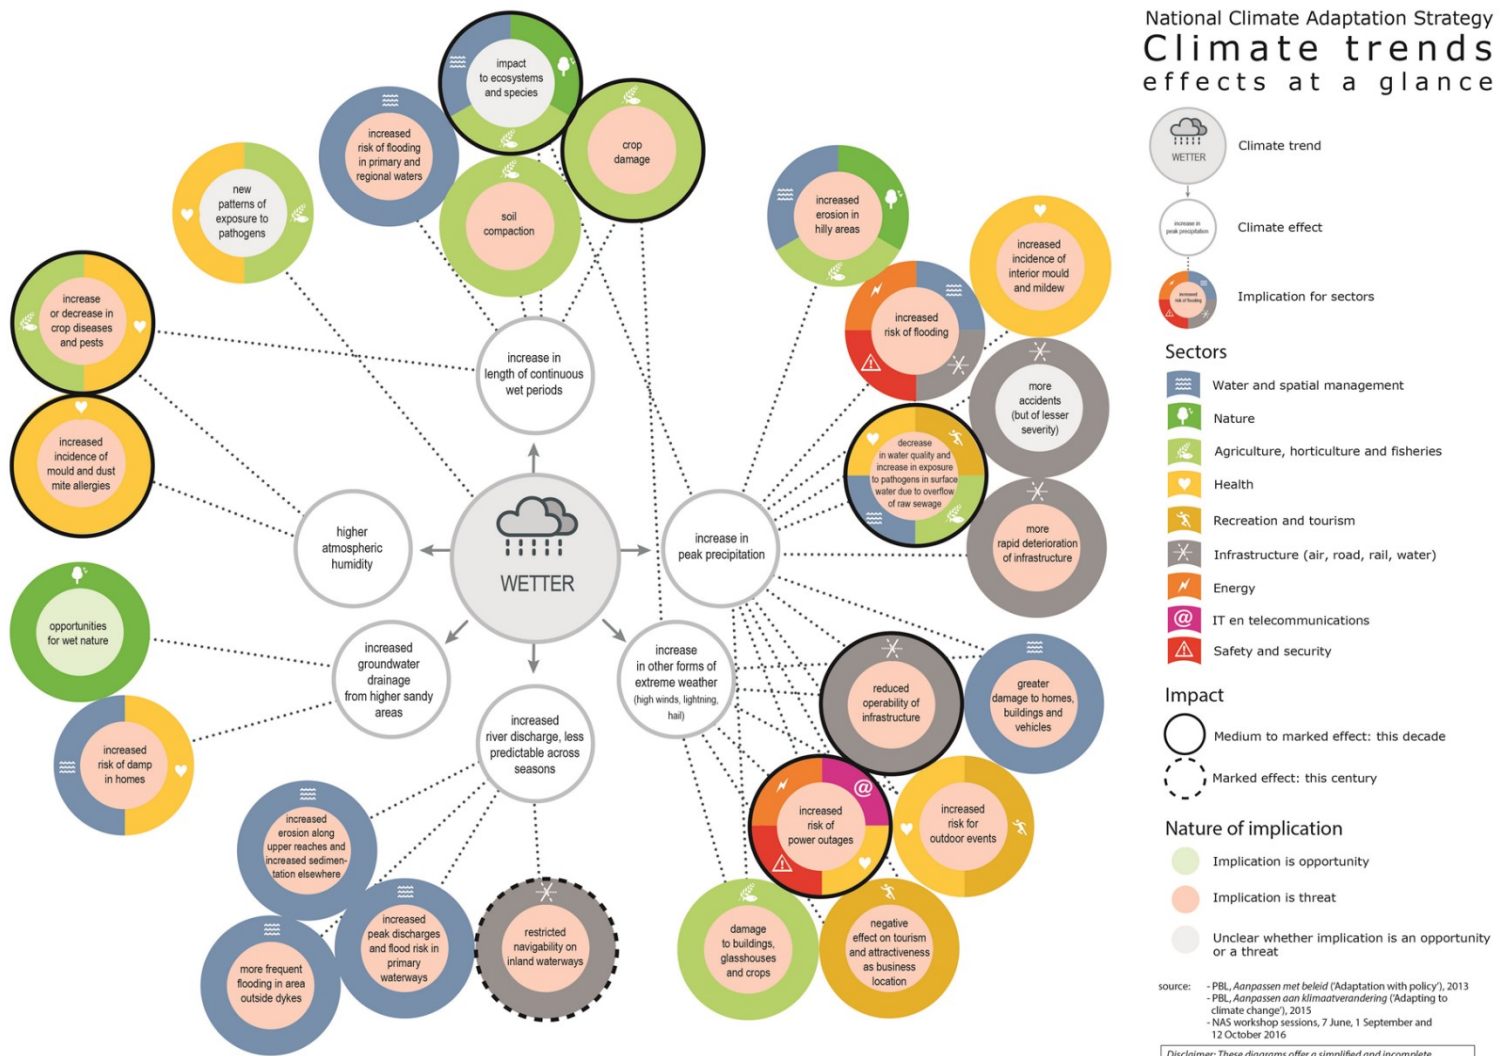 National Climate Adaptation Strategy
Climate trends
effects at a glance
WETTER
Climate trend
increase in
peak precipitation
Climate effect
increased
risk of flooding
Implication for sectors
Sectors
Water and spatial management
Nature
Agriculture, horticulture and fisheries
Health
Recreation and tourism
Infrastructure (air, road, rail, water)
Energy
@
IT en telecommunications
Safety and security
Impact
Medium to marked effect: this decade
Marked effect: this century
Nature of implication
Implication is opportunity
Implication is threat
Unclear whether implication is an opportunity
or a threat
source:
- PBL, Aanpassen met beleid ('Adaptation with policy'), 2013
- PBL, Aanpassen aan klimaatverandering ('Adapting to
climate change'), 2015
- NAS workshop sessions, 7 June, 1 September and
12 October 2016
Disclaimer: These diagrams offer a simplified and incomplete
impact
to ecosystems
and species
increased
risk of flooding
in primary and
regional waters
crop
damage
soil
compaction
new
patterns of
exposure to
pathogens
increase
or decrease in
crop diseases
and pests
increased
incidence of
mould and dust
mite allergies
increase in
length of continuous
wet periods
higher
atmospheric
humidity
WETTER
increase in
peak precipitation
increased
erosion in
hilly areas
increased
incidence of
interior mould
and mildew
increased
risk of flooding
more
accidents
(but of lesser
severity)
decrease
in water quality and
increase in exposure
to pathogens in surface
water due to overflow
of raw sewage
more
rapid deterioration
of infrastructure
opportunities
for wet nature
increased
risk of damp
in homes
increased
groundwater
drainage
from higher sandy
areas
increased
river discharge, less
predictable across
seasons
increase
in other forms of
extreme weather
(high winds, lightning,
hail)
reduced
operability of
infrastructure
greater
damage to homes,
buildings and
vehicles
@
increased
risk of
power outages
increased
risk for
outdoor events
increased
erosion along
upper reaches and
increased sedimen-
tation elsewhere
more frequent
flooding in area
outside dykes
increased
peak discharges
and flood risk in
primary
waterways
restricted
navigability on
inland waterways
damage
to buildings,
glasshouses
and crops
negative
effect on tourism
and attractiveness
as business
location